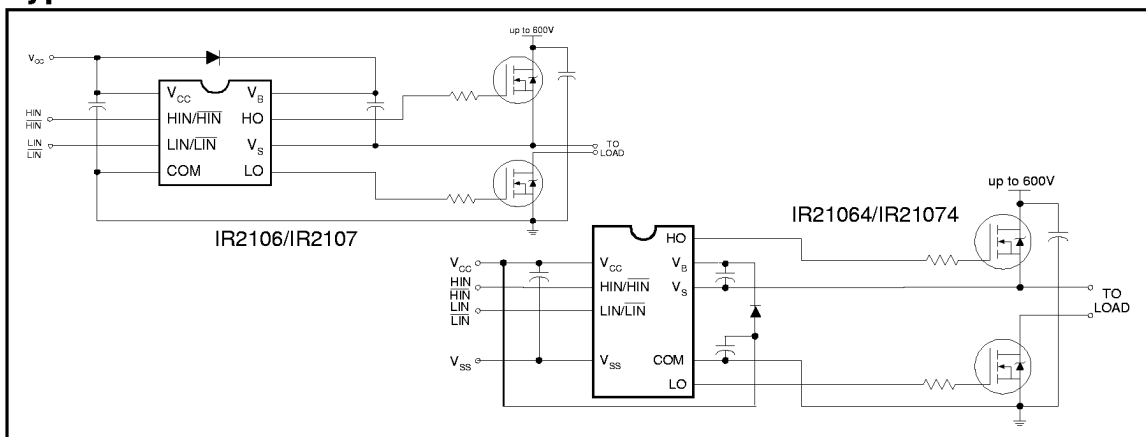 up to 600V
VCC
VCC
VB
HIN
HIN
HIN/HIN
HO
LIN
LIN
LIN/LIN
VS
TO
LOAD
COM
LO
IR2106/IR2107
up to 600V
IR21064/IR21074
HO
VCC
VCC
VB
HIN
HIN
HIN/HIN
VS
LIN
LIN
LIN/LIN
TO
LOAD
VSS
VSS
COM
LO